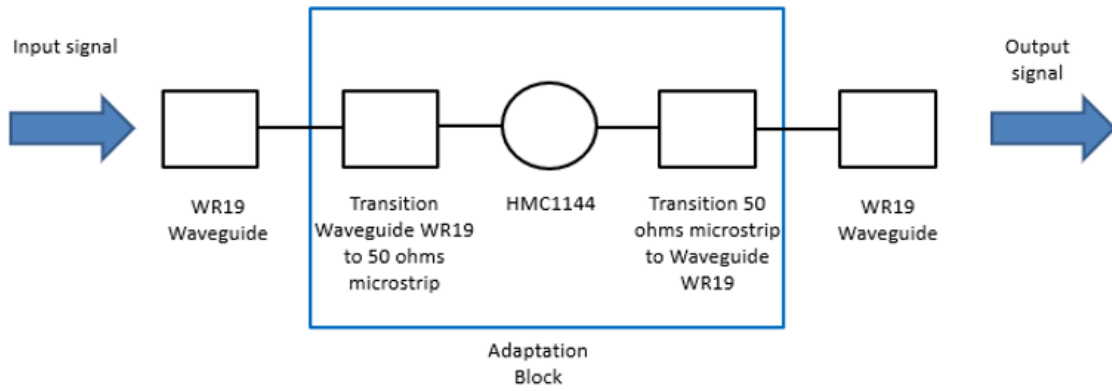 Input signal
Output
signal
WR19
Waveguide
Transition
Waveguide WR19
to 50 ohms
microstrip
HMC1144
Transition 50
ohms microstrip
to Waveguide
WR19
WR19
Waveguide
Adaptation
Block